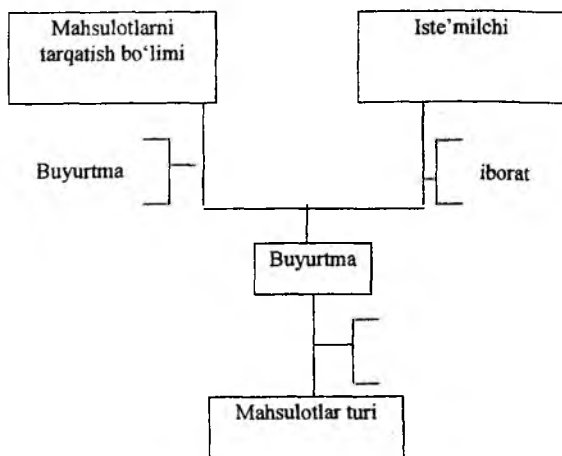 Mahsulotlarni
tarqatish bo‘limi
Iste’milchi
Buyurtma
iborat
Buyurtma
Mahsulotlar turi